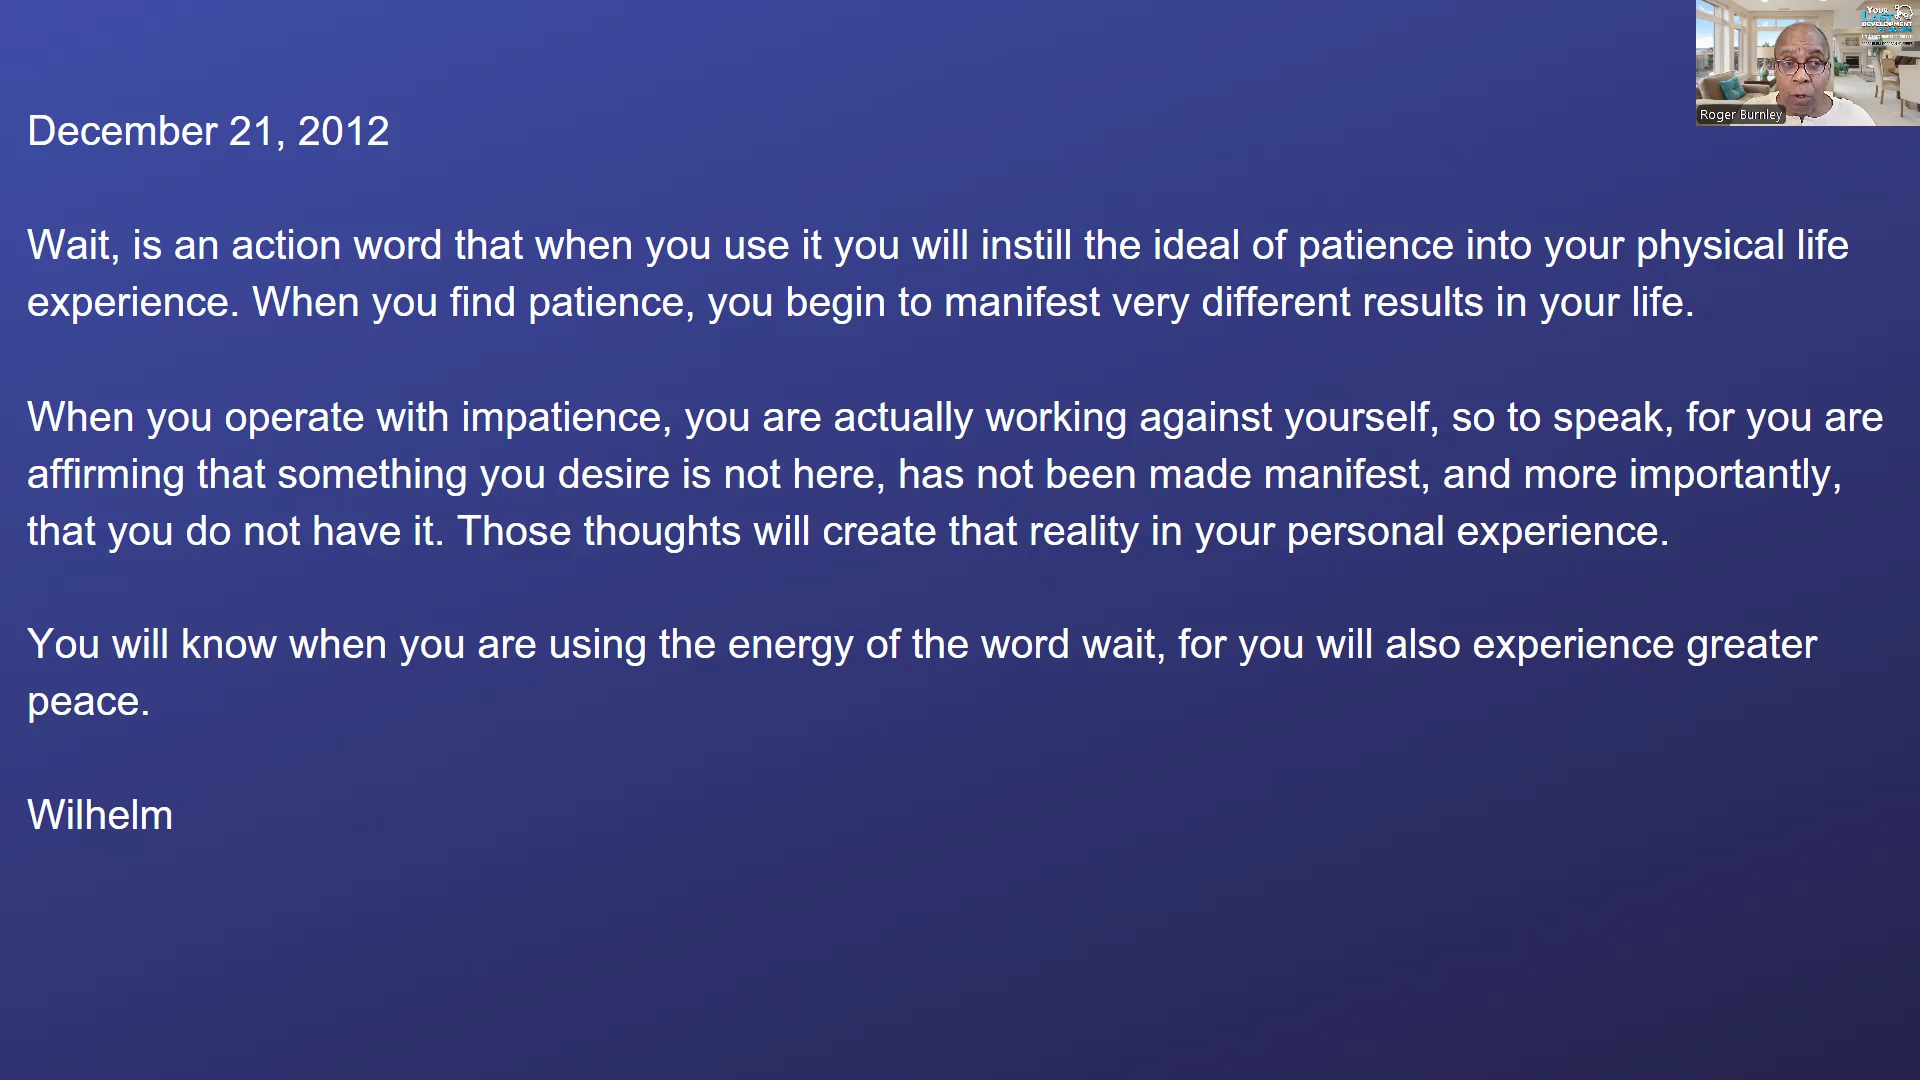 YOUR
LAST
DEVELOPMENT
Roger Burnley
December 21, 2012
Wait, is an action word that when you use it you will instill the ideal of patience into your physical life
experience. When you find patience, you begin to manifest very different results in your life.
When you operate with impatience, you are actually working against yourself, so to speak, for you are
affirming that something you desire is not here, has not been made manifest, and more importantly,
that you do not have it. Those thoughts will create that reality in your personal experience.
You will know when you are using the energy of the word wait, for you will also experience greater
peace.
Wilhelm